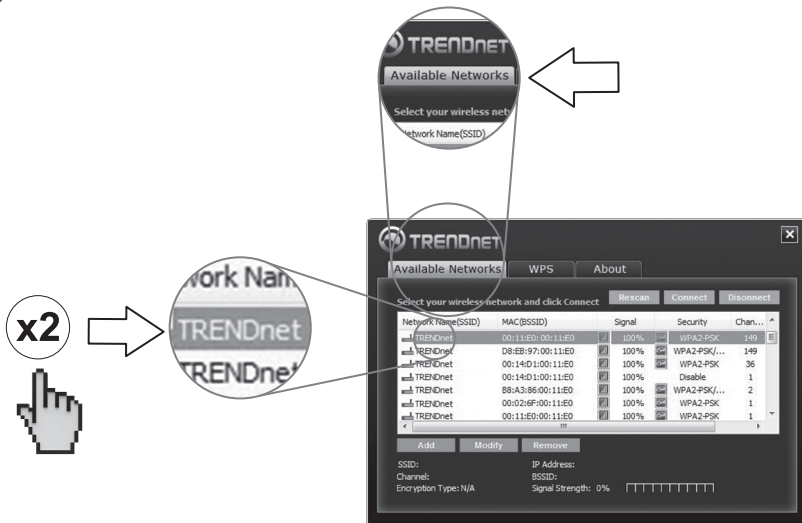 TRENDnet
Available Networks
Select your wireless net
Network Name(SSID)
TRENDnet
Available Networks WPS About
Select your wireless network and click Connect Rescan Connect Disonnect
Network Name(SSID) MAC(BSSID) Signal Security Chan...
TRENDnet 00:11:E0:00:11:E0 100% WPA2-PSK 149
TRENDnet D8:EB:97:00:11:E0 100% WPA2-PSK/... 149
TRENDnet 00:14:D1:00:11:E0 100% WPA2-PSK 36
TRENDnet 00:14:D1:00:11:E0 100% Disable 1
TRENDnet B8:A3:86:00:11:E0 100% WPA2-PSK/... 2
TRENDnet 00:02:6F:00:11:E0 100% WPA2-PSK 1
TRENDnet 00:11:E0:00:11:E0 100% WPA2-PSK 1
Add Modify Remove
SSID: IP Address:
Channel: BSSID:
Encryption Type: N/A Signal Strength: 0%
x2
work Nam
TRENDnet
TRENDnet